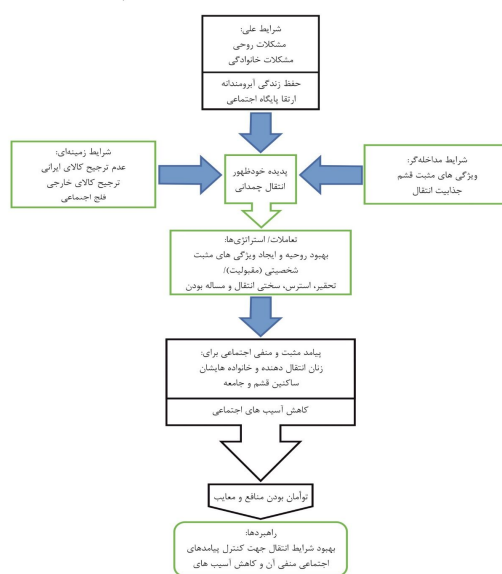 شرایط علی:
مشکلات روحی
مشکلات خانوادگی
حفظ زندگی آبرومندانه
ارتقا پایگاه اجتماعی
شرایط زمینه‌ای:
عدم ترجیح کالای ایرانی
ترجیح کالای خارجی
فلج اجتماعی
پدیده خودظهور
انتقال چمدانی
شرایط مداخله‌گر:
ویژگی های مثبت قشم
جذابیت انتقال
تعاملات/ استراتژی‌ها:
بهبود روحیه و ایجاد ویژگی های مثبت
شخصیتی (مقبولیت)/
تحقیر، استرس، سختی انتقال و مساله بودن
پیامد مثبت و منفی اجتماعی برای:
زنان انتقال دهنده و خانواده هایشان
ساکنین قشم و جامعه
کاهش آسیب های اجتماعی
توأمان بودن منافع و معایب
راهبردها:
بهبود شرایط انتقال جهت کنترل پیامدهای
اجتماعی منفی آن و کاهش آسیب های